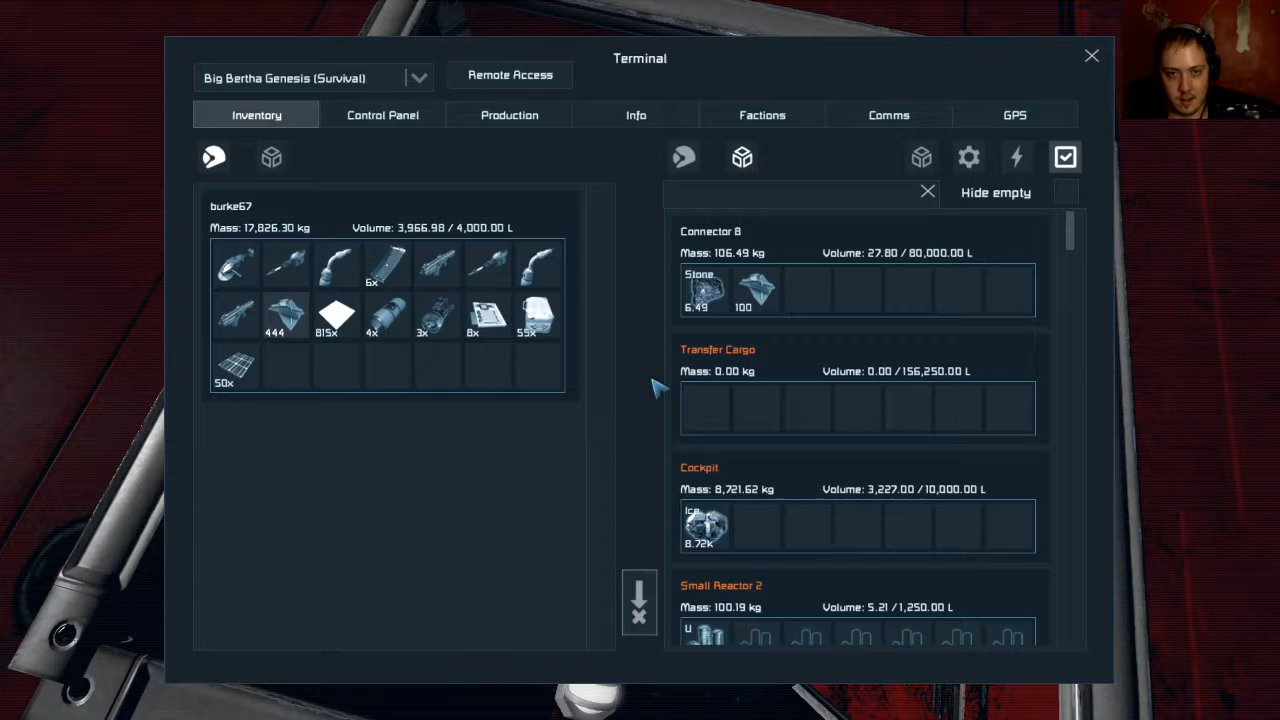 Terminal
Big Bertha Genesis (Survival)
Remote Access
Inventory
Control Panel
Production
Info
Factions
Comms
GPS
Hide empty
burke67
Mass: 17,826.30 kg
Volume: 3,966.98 / 4,000.00 L
6x
444
815x
4x
3x
8x
55x
50x
Connector 8
Mass: 106.49 kg
Volume: 27.80 / 80,000.00 L
Stone
6.49
100
Transfer Cargo
Mass: 0.00 kg
Volume: 0.00 / 156,250.00 L
Cockpit
Mass: 8,721.62 kg
Volume: 3,227.00 / 10,000.00 L
Ice
8.72k
Small Reactor 2
Mass: 100.19 kg
Volume: 5.21 / 1,250.00 L
U